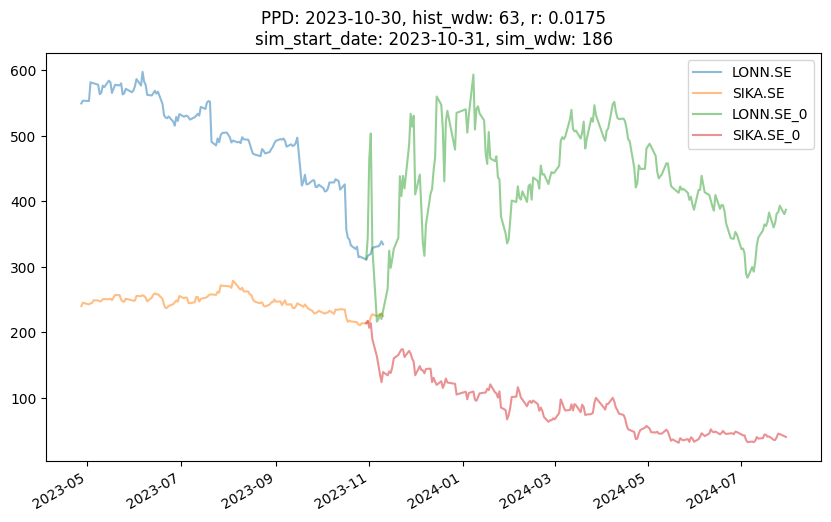 PPD: 2023-10-30, hist_wdw: 63, r: 0.0175
sim_start_date: 2023-10-31, sim_wdw: 186
LONN.SE
SIKA.SE
LONN.SE_0
SIKA.SE_0
600
500
400
300
200
100
2023-05
2023-07
2023-09
2023-11
2024-01
2024-03
2024-05
2024-07